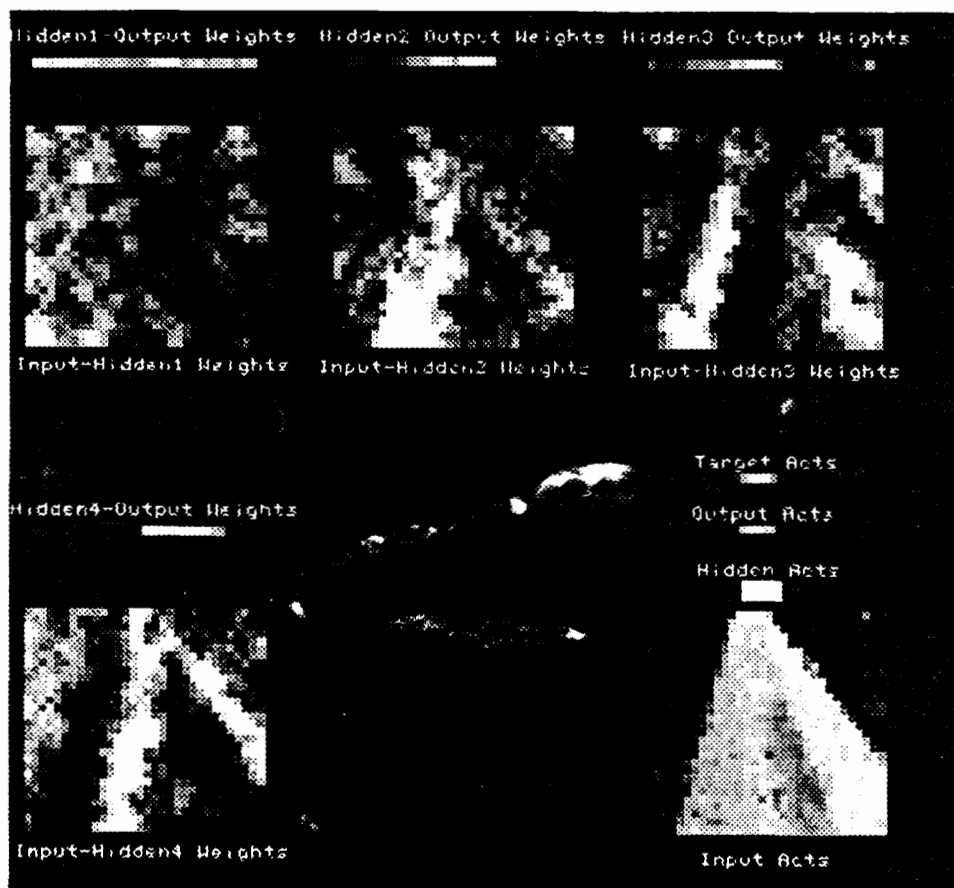 Hidden1-Output Weights
Hidden2 Output Weights
Hidden3 Output Weights
Input-Hidden1 Weights
Input-Hidden2 Weights
Input-Hidden3 Weights
Target Acts
Hidden4-Output Weights
Output Acts
Hidden Acts
Input-Hidden4 Weights
Input Acts